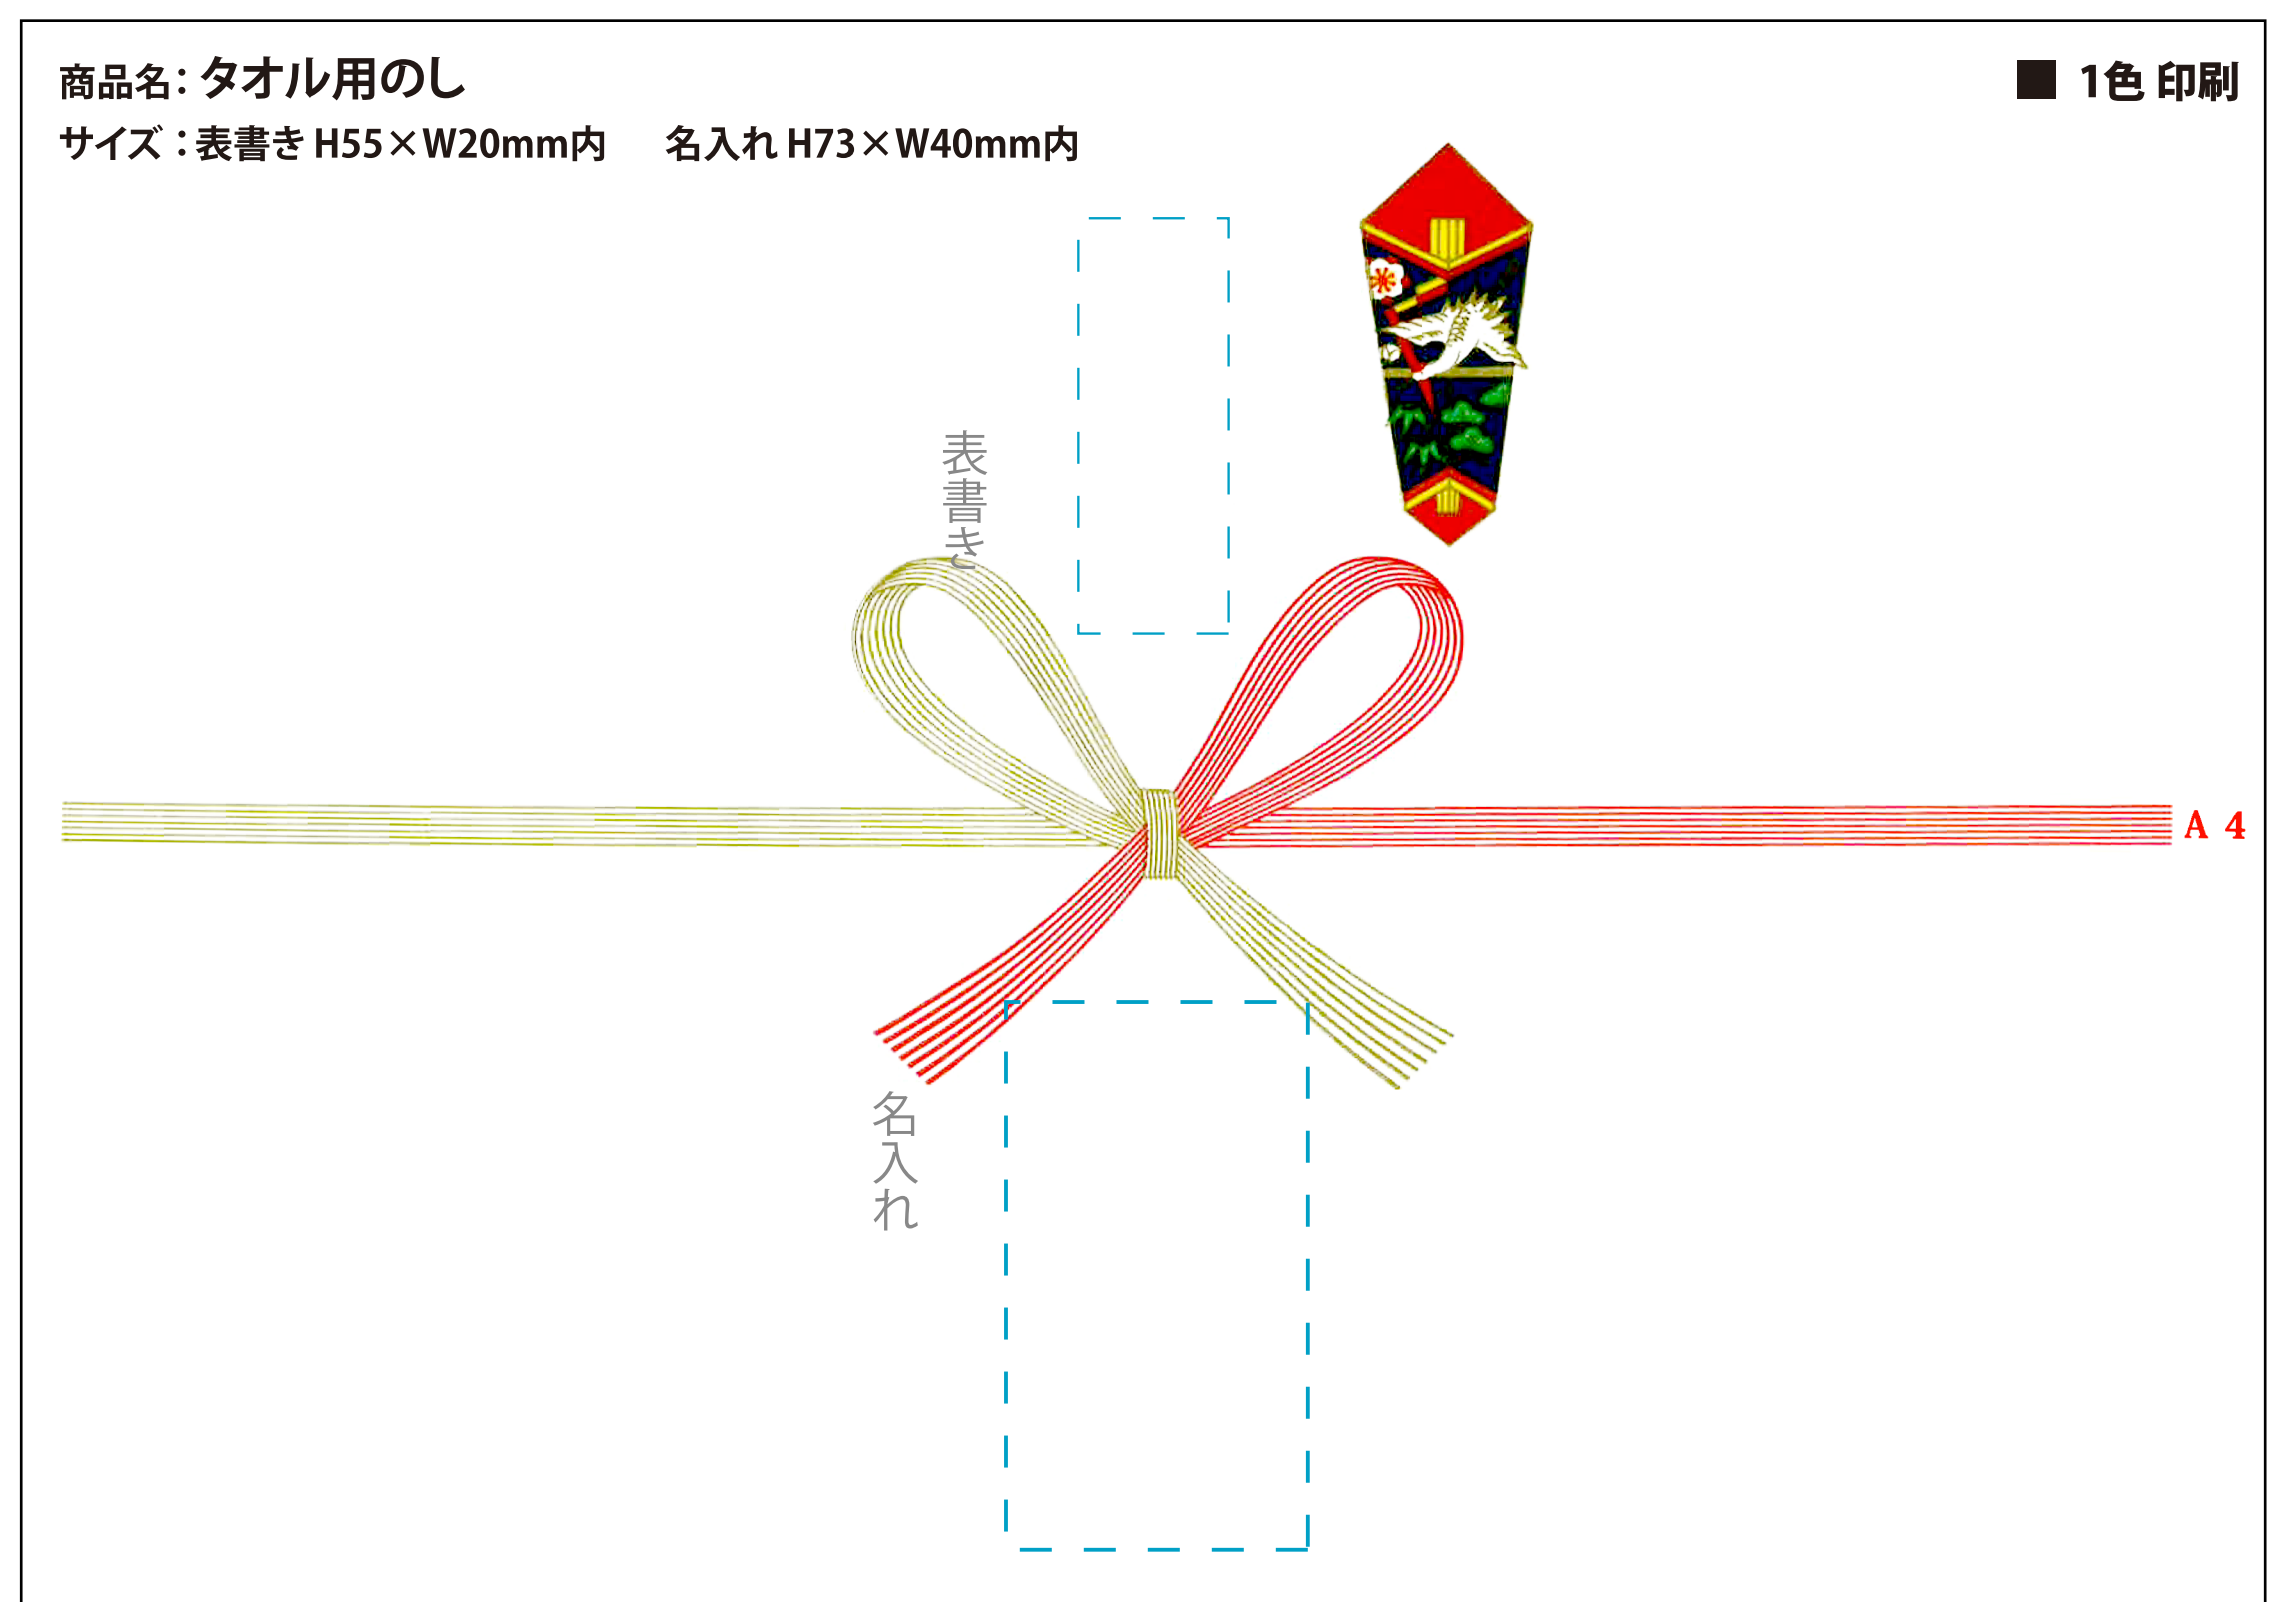 商品名：タオル用のし
■ 1色 印刷
サイズ：表書き H55×W20mm内　　名入れ H73×W40mm内
表書き
A 4
名入れ